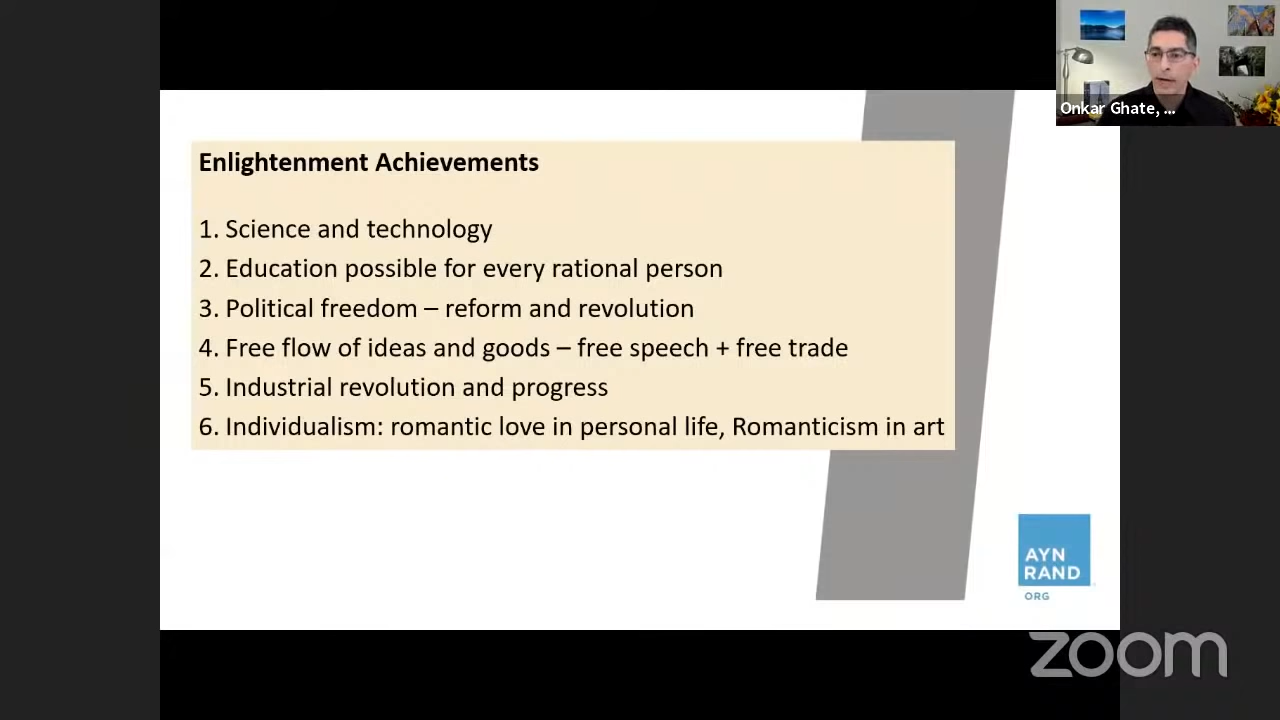 Onkar Ghate, ...
Enlightenment Achievements
1. Science and technology
2. Education possible for every rational person
3. Political freedom – reform and revolution
4. Free flow of ideas and goods – free speech + free trade
5. Industrial revolution and progress
6. Individualism: romantic love in personal life, Romanticism in art
AYN
RAND
ORG
zoom